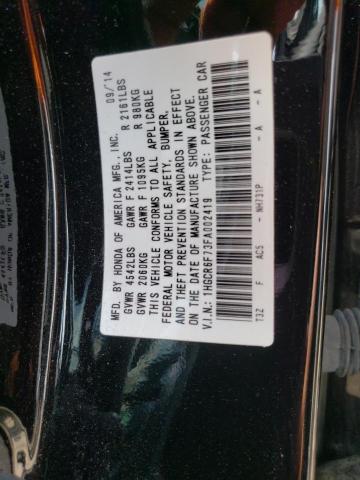 MFD. BY HONDA OF AMERICA MFG., INC. 09/14
GVWR 4542LBS GAWR F 2414LBS R 2161LBS
GVWR 2060KG GAWR F 1095KG R 980KG
THIS VEHICLE CONFORMS TO ALL APPLICABLE
FEDERAL MOTOR VEHICLE SAFETY, BUMPER,
AND THEFT PREVENTION STANDARDS IN EFFECT
ON THE DATE OF MANUFACTURE SHOWN ABOVE.
V.I.N.: 1HGCR6F73FA002419 TYPE: PASSENGER CAR
T32 F AC5 NH731P - A - A